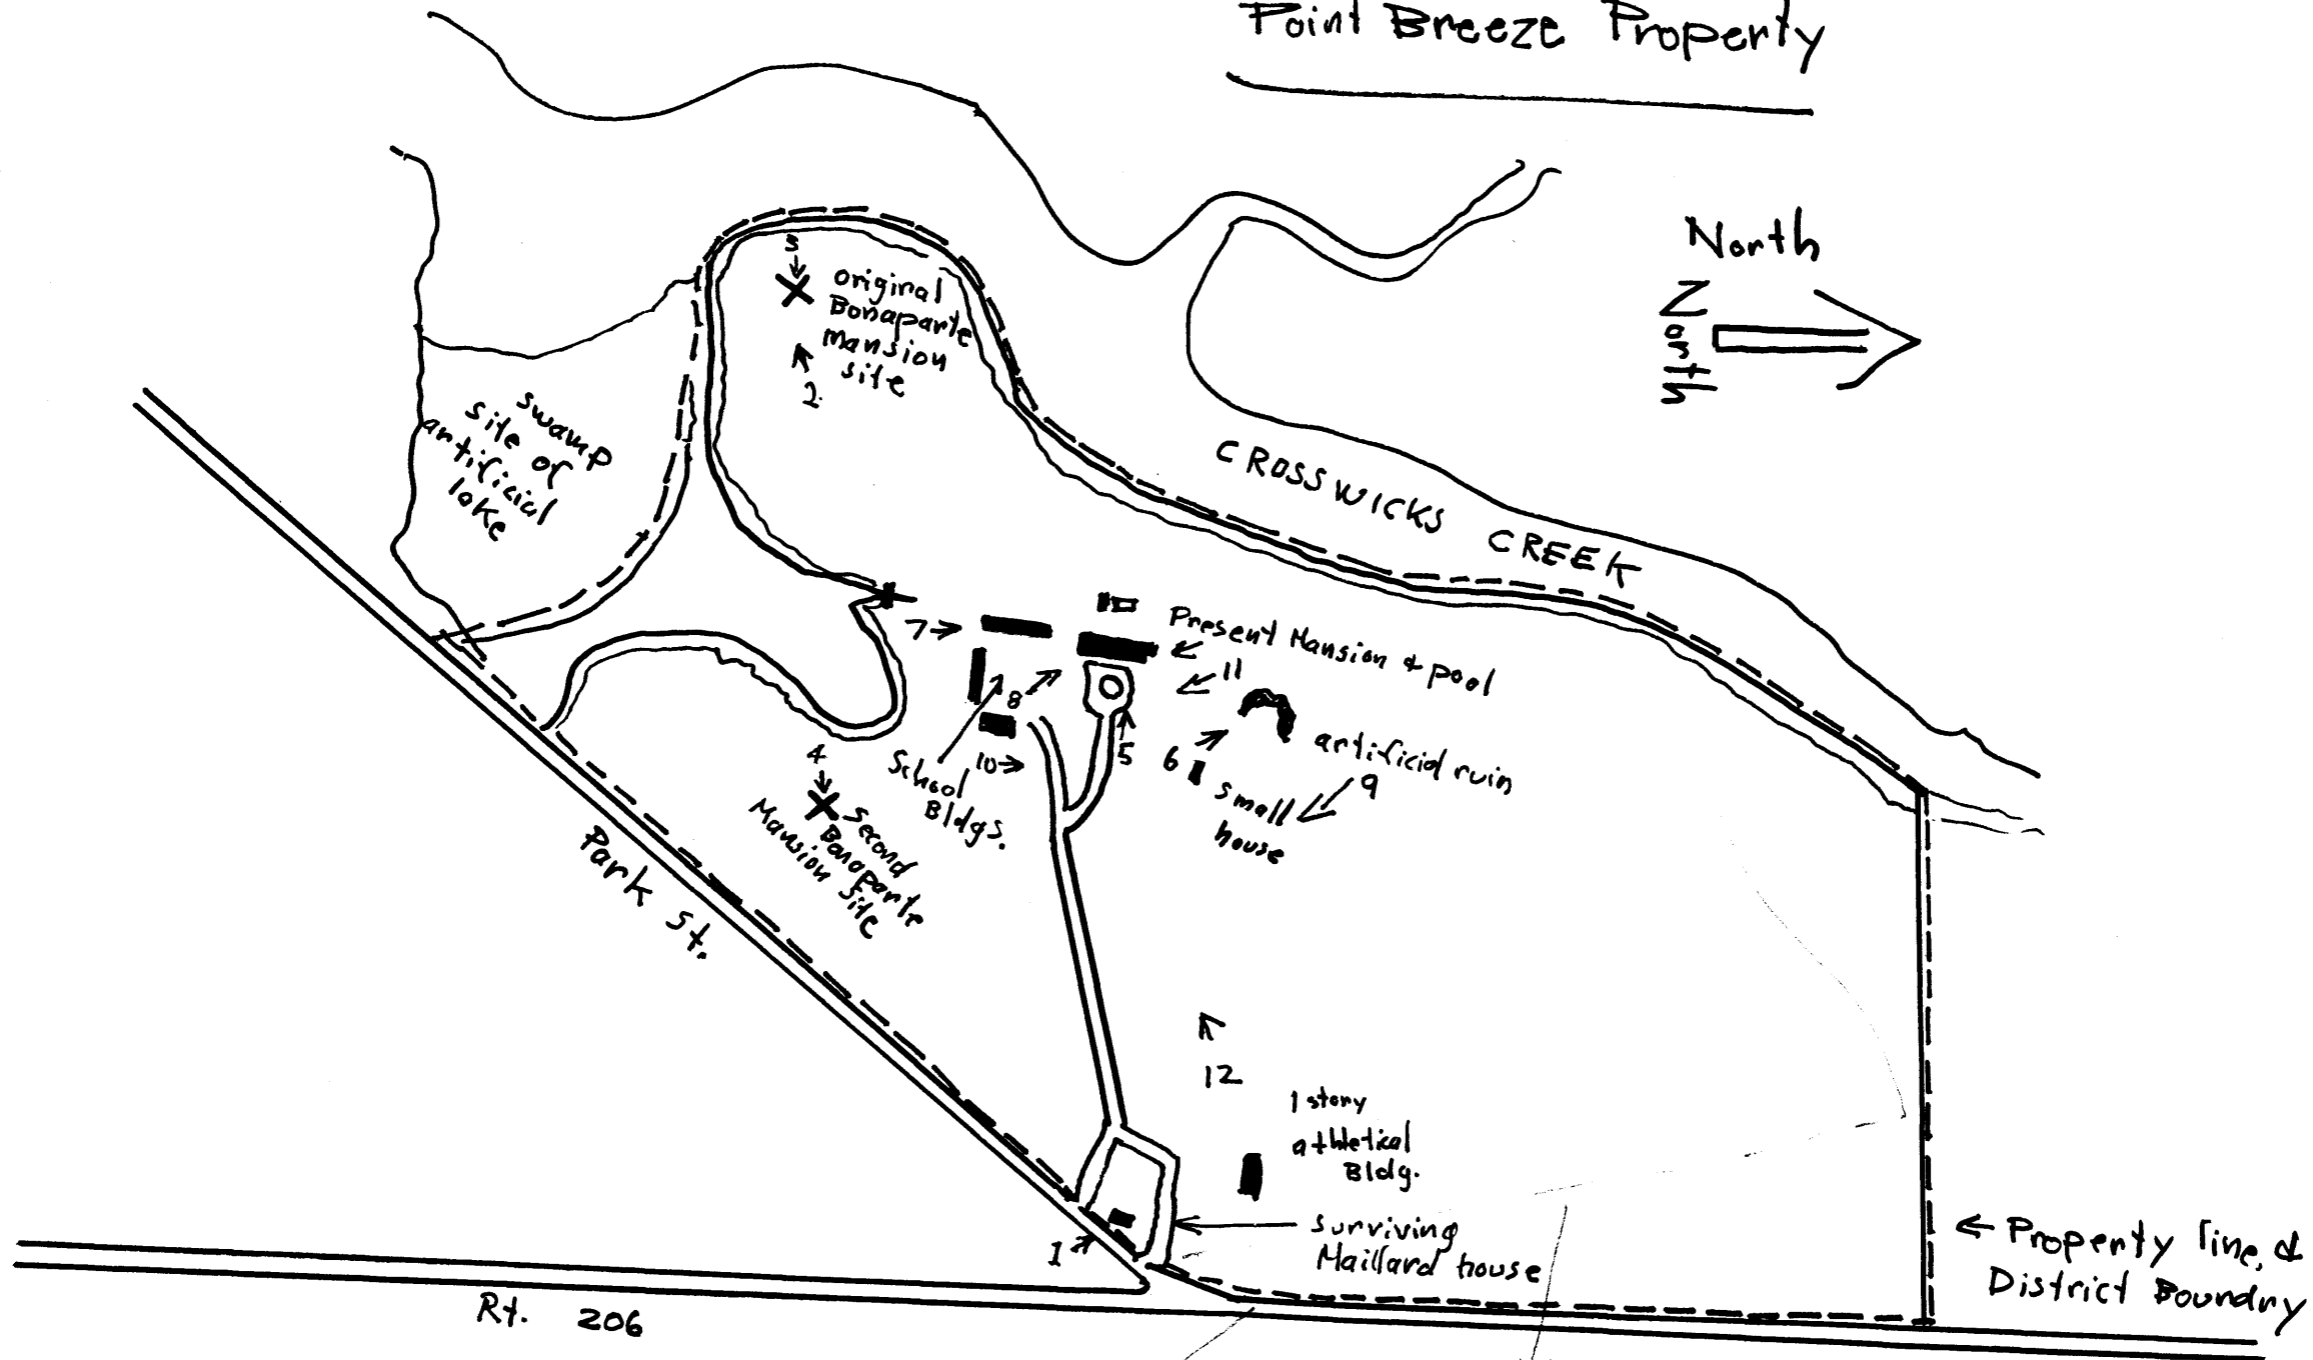 Point Breeze Property
North
Not to
3
original
Bonaparte
Mansion
site
2
swamp
site of
artificial
lake
CROSSWICKS CREEK
7
Present Mansion & pool
11
8
School
Bldgs.
10
5
6
artificial ruin
9
small
house
4
Second
Bonaparte
Mansion Site
Park St.
12
1 story
athletical
Bldg.
surviving
Maillard house
1
Property line, &
District Boundry
Rt. 206